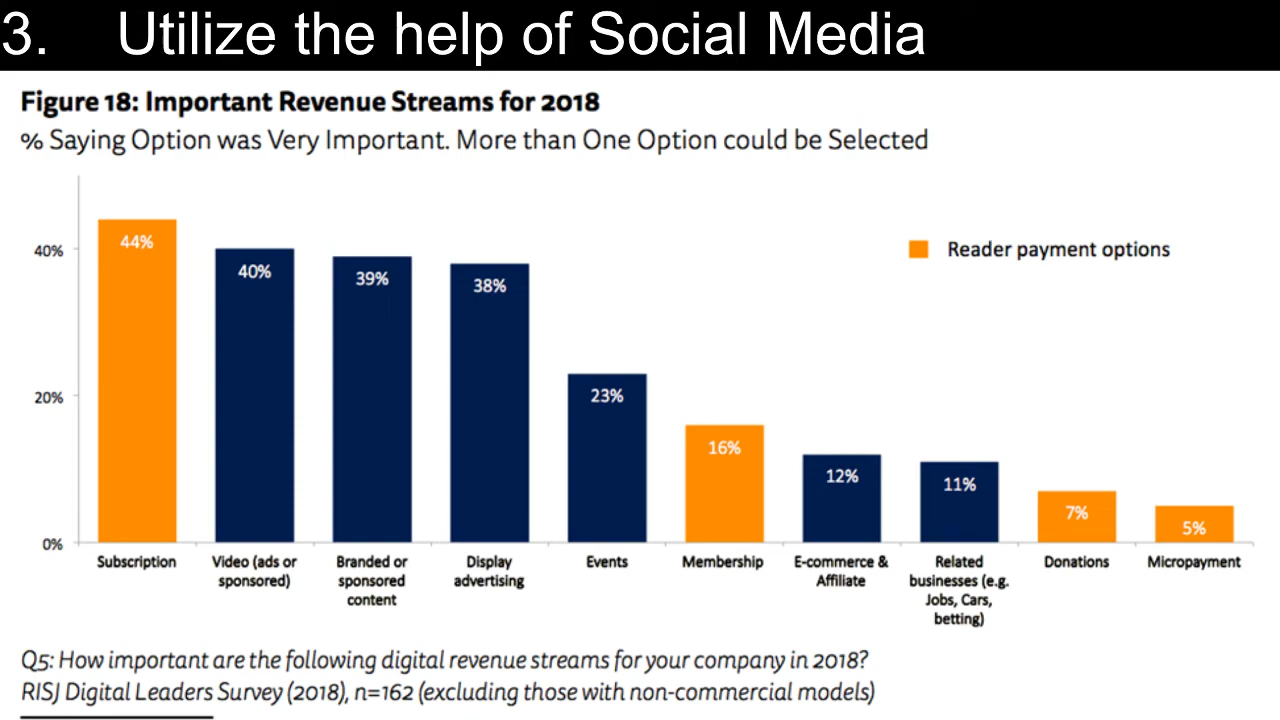 3. Utilize the help of Social Media
Figure 18: Important Revenue Streams for 2018
% Saying Option was Very Important. More than One Option could be Selected
40%
20%
0%
44%
40%
39%
38%
23%
16%
12%
11%
7%
5%
Reader payment options
Subscription
Video (ads or
sponsored)
Branded or
sponsored
content
Display
advertising
Events
Membership
E-commerce &
Affiliate
Related
businesses (e.g.
Jobs, Cars,
betting)
Donations
Micropayment
Q5: How important are the following digital revenue streams for your company in 2018?
RISJ Digital Leaders Survey (2018), n=162 (excluding those with non-commercial models)